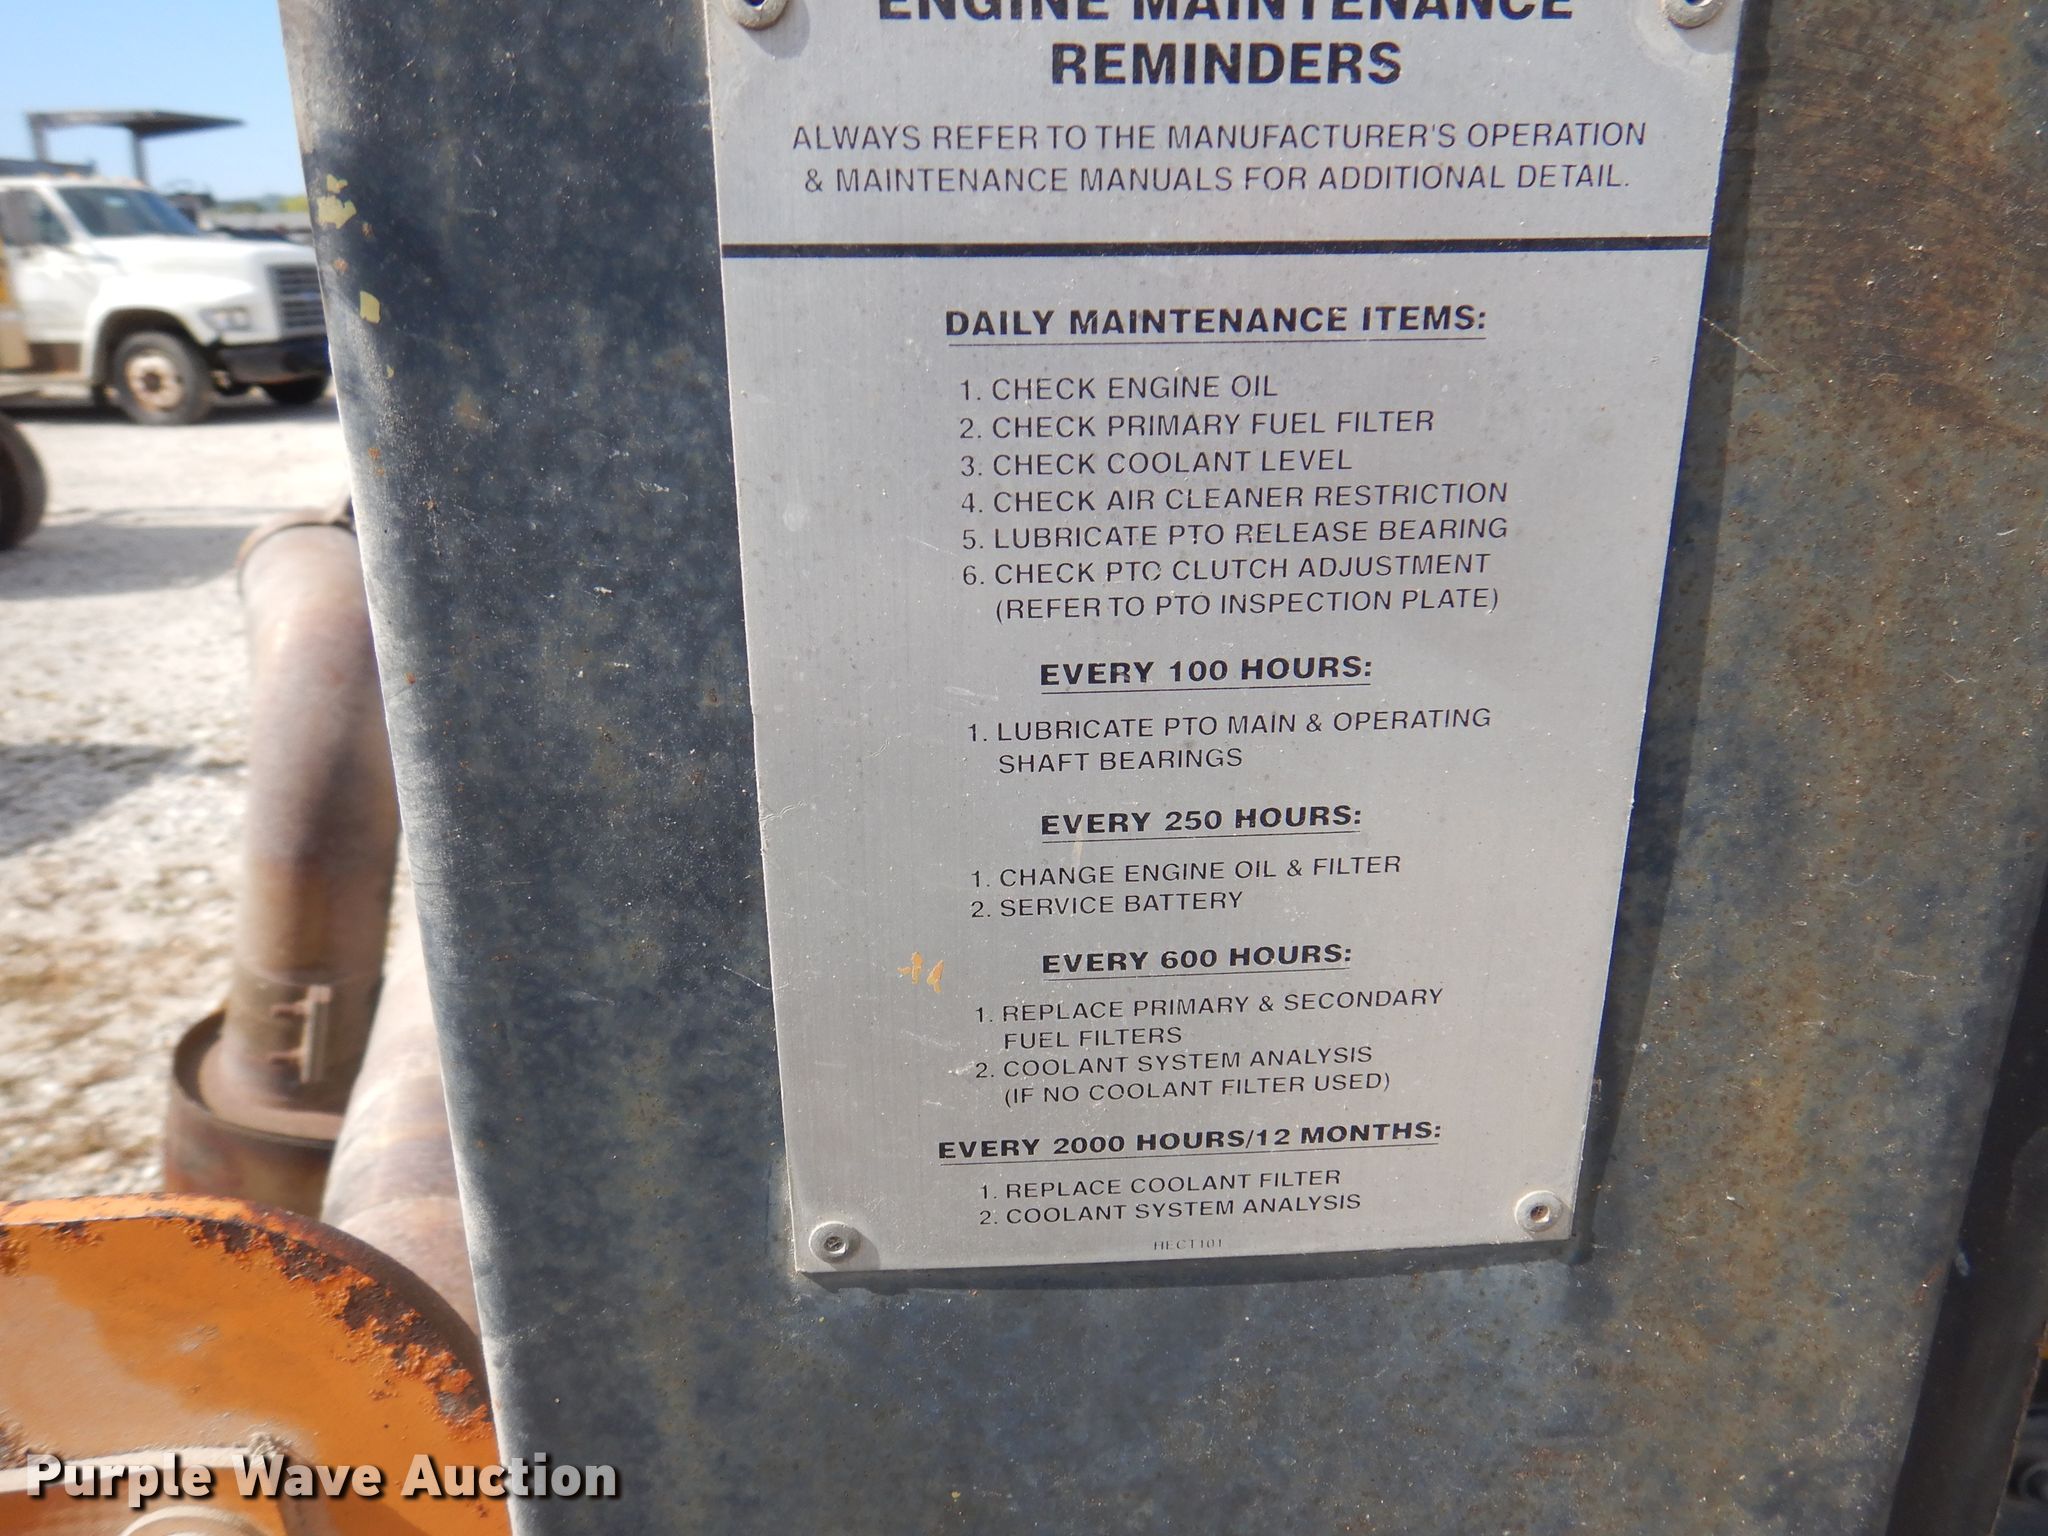 ENGINE MAINTENANCE
REMINDERS
ALWAYS REFER TO THE MANUFACTURER'S OPERATION
& MAINTENANCE MANUALS FOR ADDITIONAL DETAIL.
DAILY MAINTENANCE ITEMS:
1. CHECK ENGINE OIL
2. CHECK PRIMARY FUEL FILTER
3. CHECK COOLANT LEVEL
4. CHECK AIR CLEANER RESTRICTION
5. LUBRICATE PTO RELEASE BEARING
6. CHECK PTO CLUTCH ADJUSTMENT
(REFER TO PTO INSPECTION PLATE)
EVERY 100 HOURS:
1. LUBRICATE PTO MAIN & OPERATING
SHAFT BEARINGS
EVERY 250 HOURS:
1. CHANGE ENGINE OIL & FILTER
2. SERVICE BATTERY
EVERY 600 HOURS:
1. REPLACE PRIMARY & SECONDARY
FUEL FILTERS
2. COOLANT SYSTEM ANALYSIS
(IF NO COOLANT FILTER USED)
EVERY 2000 HOURS/12 MONTHS:
1. REPLACE COOLANT FILTER
2. COOLANT SYSTEM ANALYSIS
HECT101
Purple Wave Auction